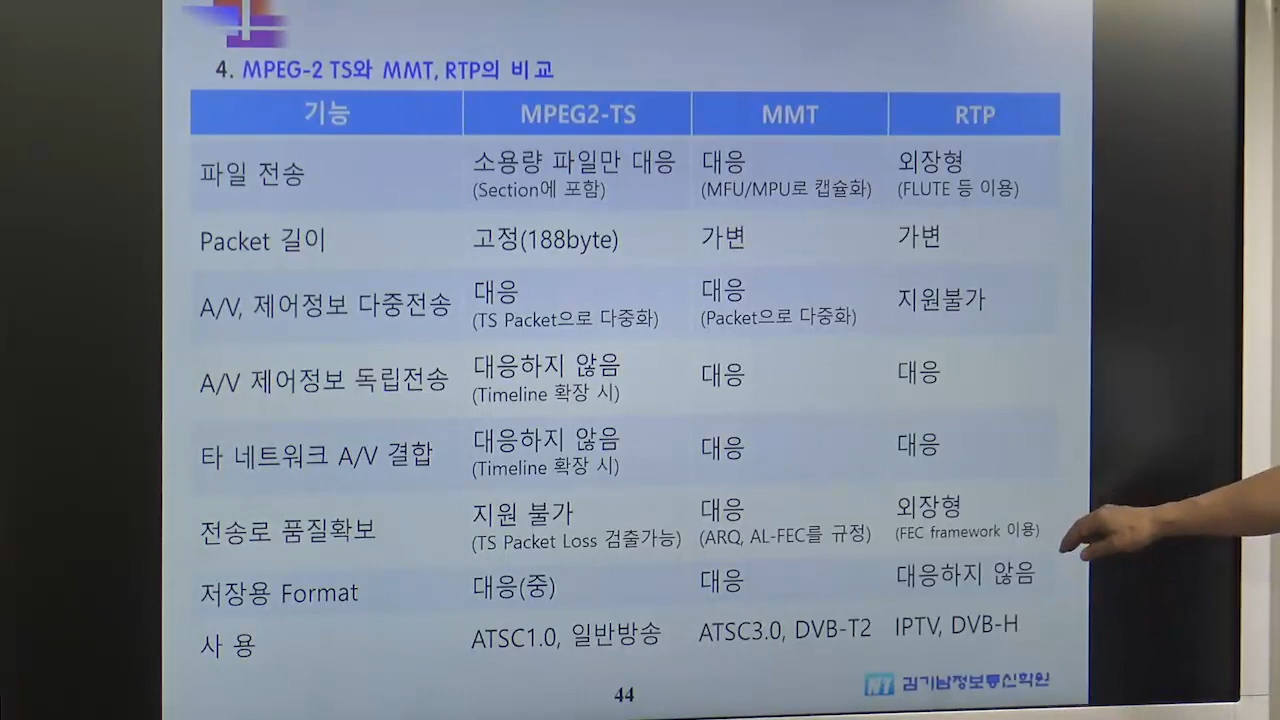 4. MPEG-2 TS와 MMT, RTP의 비교
기능 MPEG2-TS MMT RTP
파일 전송 소용량 파일만 대응 대응 외장형
(Section에 포함) (MFU/MPU로 캡슐화) (FLUTE 등 이용)
Packet 길이 고정(188byte) 가변 가변
A/V, 제어정보 다중전송 대응 대응 지원불가
(TS Packet으로 다중화) (Packet으로 다중화)
A/V 제어정보 독립전송 대응하지 않음 대응 대응
(Timeline 확장 시)
타 네트워크 A/V 결합 대응하지 않음 대응 대응
(Timeline 확장 시)
전송로 품질확보 지원 불가 대응 외장형
(TS Packet Loss 검출가능) (ARQ, AL-FEC를 규정) (FEC framework 이용)
저장용 Format 대응(중) 대응 대응하지 않음
사 용 ATSC1.0, 일반방송 ATSC3.0, DVB-T2 IPTV, DVB-H
44
NT 김기남정보통신학원